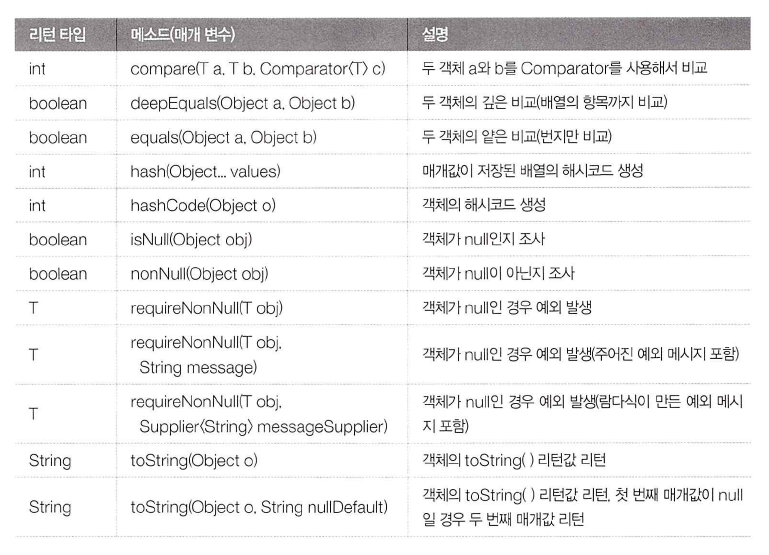 리턴 타입 메소드(매개 변수) 설명
int compare(T a, T b, Comparator〈T〉 c) 두 객체 a와 b를 Comparator를 사용해서 비교
boolean deepEquals(Object a, Object b) 두 객체의 깊은 비교(배열의 항목까지 비교)
boolean equals(Object a, Object b) 두 객체의 얕은 비교(번지만 비교)
int hash(Object... values) 매개값이 저장된 배열의 해시코드 생성
int hashCode(Object o) 객체의 해시코드 생성
boolean isNull(Object obj) 객체가 null인지 조사
boolean nonNull(Object obj) 객체가 null이 아닌지 조사
T requireNonNull(T obj) 객체가 null인 경우 예외 발생
T requireNonNull(T obj,
String message) 객체가 null인 경우 예외 발생(주어진 예외 메시지 포함)
T requireNonNull(T obj,
Supplier〈String〉 messageSupplier) 객체가 null인 경우 예외 발생(람다식이 만든 예외 메시
지 포함)
String toString(Object o) 객체의 toString( ) 리턴값 리턴
String toString(Object o, String nullDefault) 객체의 toString( ) 리턴값 리턴, 첫 번째 매개값이 null
일 경우 두 번째 매개값 리턴